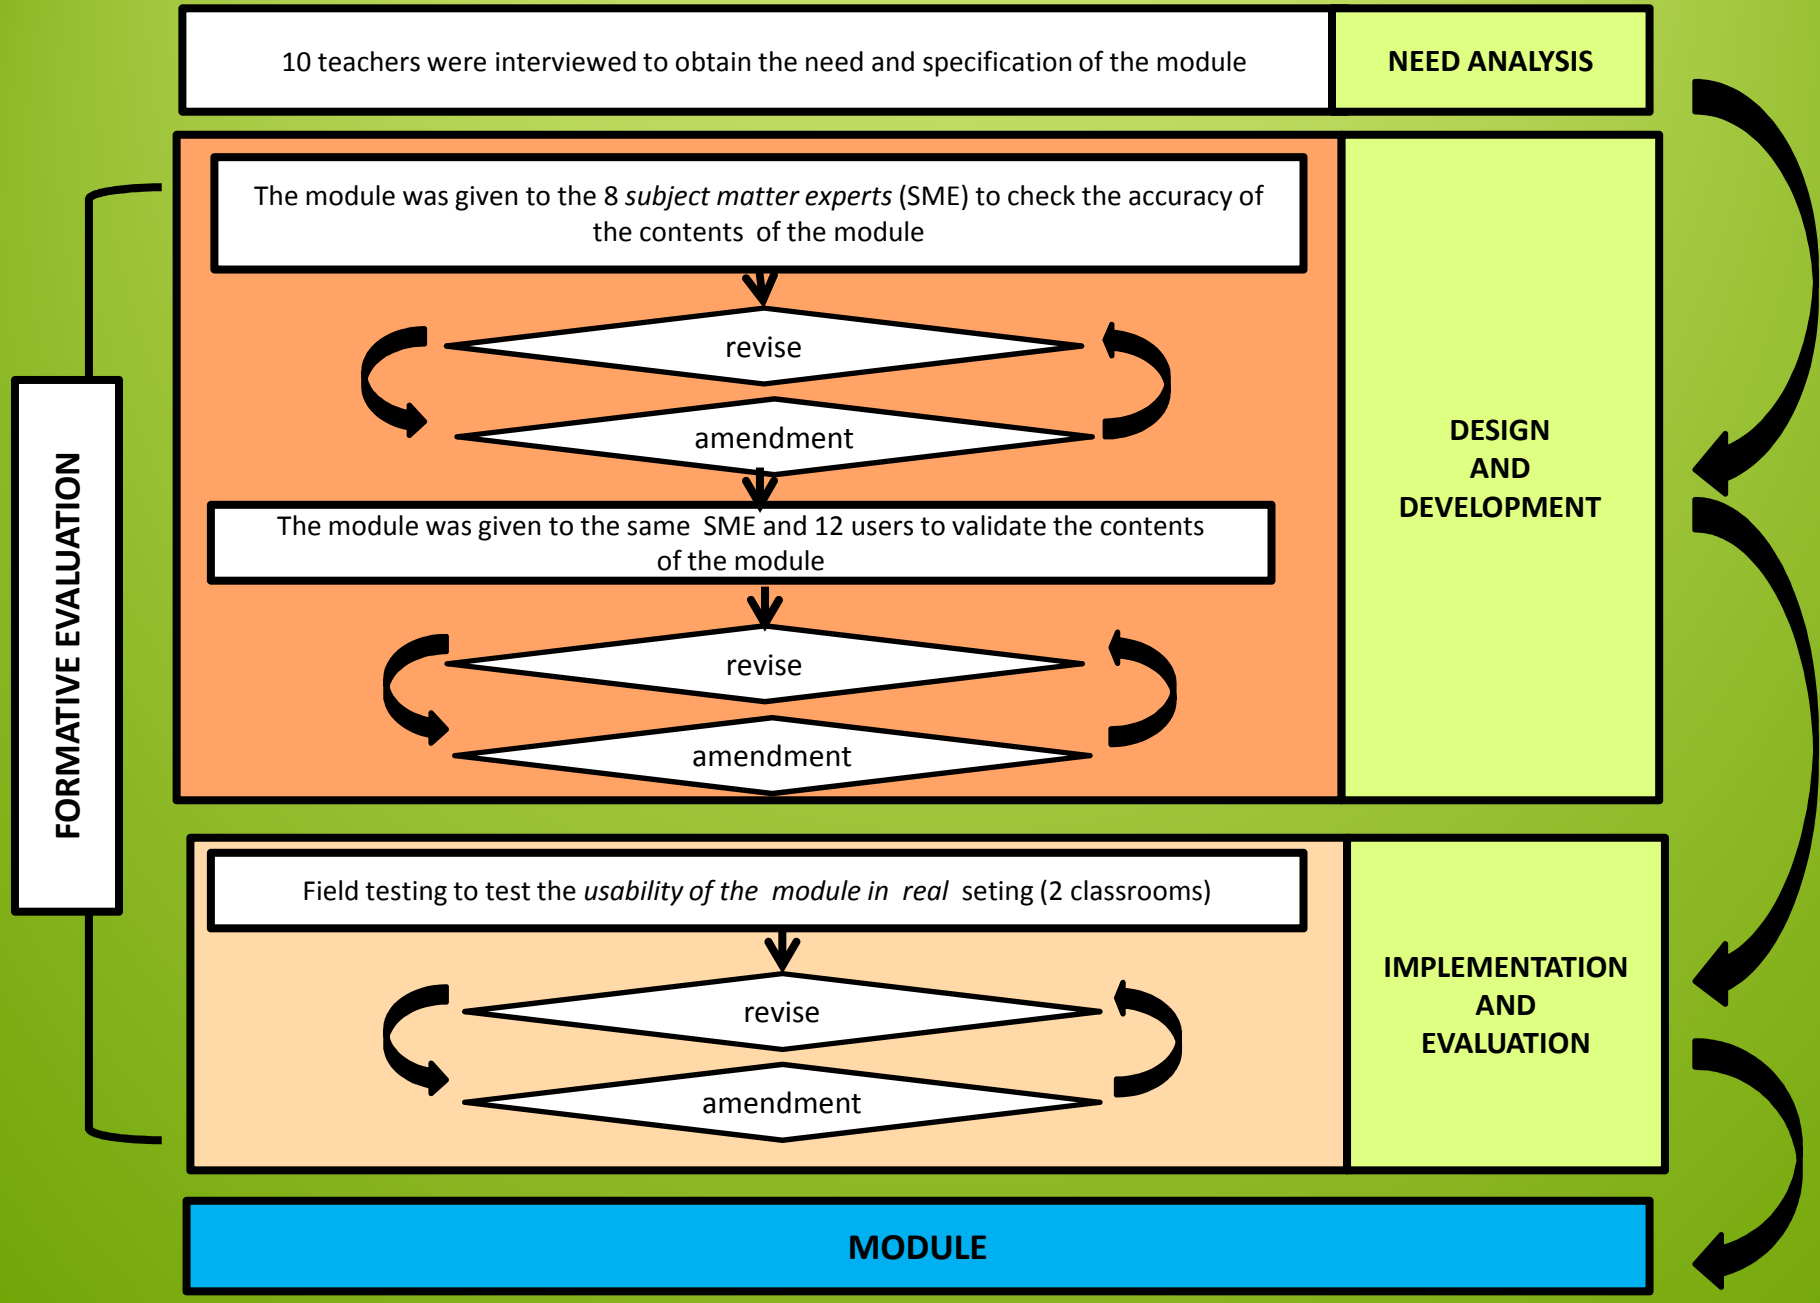 10 teachers were interviewed to obtain the need and specification of the module
NEED ANALYSIS
The module was given to the 8 subject matter experts (SME) to check the accuracy of
the contents of the module
revise
amendment
The module was given to the same SME and 12 users to validate the contents
of the module
revise
amendment
DESIGN
AND
DEVELOPMENT
FORMATIVE EVALUATION
Field testing to test the usability of the module in real seting (2 classrooms)
revise
amendment
IMPLEMENTATION
AND
EVALUATION
MODULE